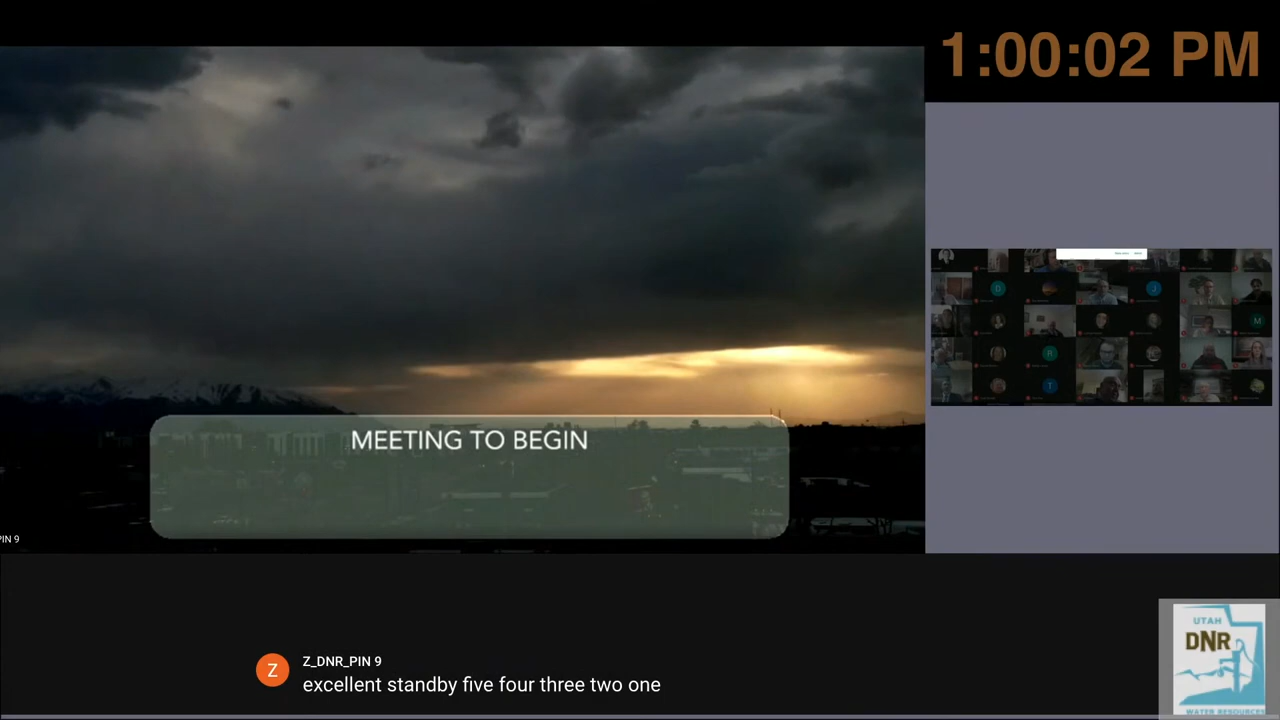 1:00:02 PM
D
J
M
R
T
MEETING TO BEGIN
PIN 9
Z
Z_DNR_PIN 9
excellent standby five four three two one
UTAH
DNR
WATER RESOURCES